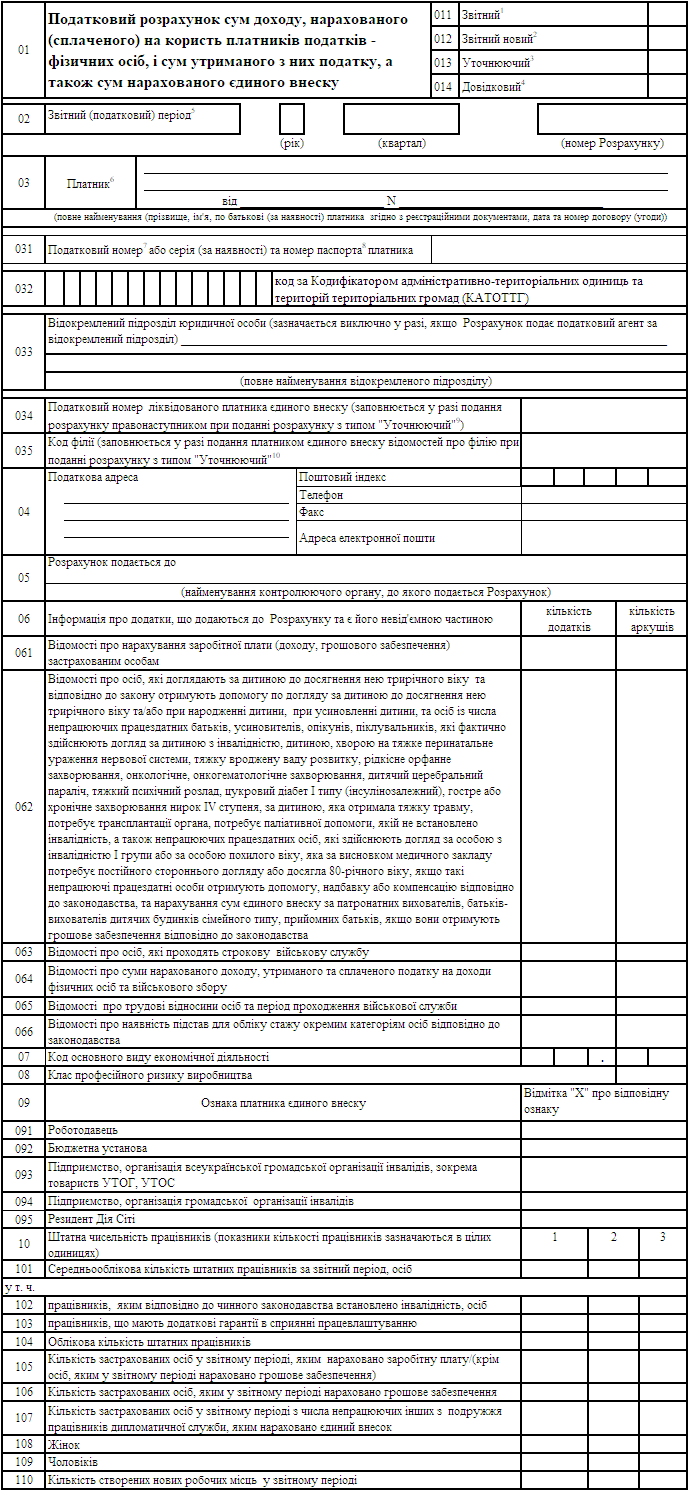 01
Податковий розрахунок сум доходу, нарахованого
(сплаченого) на користь платників податків -
фізичних осіб, і сум утриманого з них податку, а
також сум нарахованого єдиного внеску
011 Звітний1
012 Звітний новий2
013 Уточнюючий3
014 Довідковий4
02 Звітний (податковий) період5
(рік) (квартал) (номер Розрахунку)
03 Платник6
від N
(повне найменування (прізвище, ім'я, по батькові (за наявності) платника згідно з реєстраційними документами, дата та номер договору (угоди))
031 Податковий номер7 або серія (за наявності) та номер паспорта8 платника
032 код за Кодифікатором адміністративно-територіальних одиниць та
територій територіальних громад (КАТОТТГ)
033 Відокремлений підрозділ юридичної особи (зазначається виключно у разі, якщо Розрахунок подає податковий агент за
відокремлений підрозділ)
(повне найменування відокремленого підрозділу)
034 Податковий номер ліквідованого платника єдиного внеску (заповнюється у разі подання
розрахунку правонаступником при поданні розрахунку з типом "Уточнюючий"9)
035 Код філії (заповнюється у разі подання платником єдиного внеску відомостей про філію при
поданні розрахунку з типом "Уточнюючий"10
04 Податкова адреса
Поштовий індекс
Телефон
Факс
Адреса електронної пошти
05 Розрахунок подається до
(найменування контролюючого органу, до якого подається Розрахунок)
06 Інформація про додатки, що додаються до Розрахунку та є його невід'ємною частиною
кількість
додатків
кількість
аркушів
061 Відомості про нарахування заробітної плати (доходу, грошового забезпечення)
застрахованим особам
062 Відомості про осіб, які доглядають за дитиною до досягнення нею трирічного віку та
відповідно до закону отримують допомогу по догляду за дитиною до досягнення нею
трирічного віку та/або при народженні дитини, при усиновленні дитини, та осіб із числа
непрацюючих працездатних батьків, усиновителів, опікунів, піклувальників, які фактично
здійснюють догляд за дитиною з інвалідністю, дитиною, хворою на тяжке перинатальне
ураження нервової системи, тяжку вроджену ваду розвитку, рідкісне орфанне
захворювання, онкологічне, онкогематологічне захворювання, дитячий церебральний
параліч, тяжкий психічний розлад, цукровий діабет I типу (інсулінозалежний), гостре або
хронічне захворювання нирок IV ступеня, за дитиною, яка отримала тяжку травму,
потребує трансплантації органа, потребує паліативної допомоги, якій не встановлено
інвалідність, а також непрацюючих працездатних осіб, які здійснюють догляд за особою з
інвалідністю I групи або за особою похилого віку, яка за висновком медичного закладу
потребує постійного стороннього догляду або досягла 80-річного віку, якщо такі
непрацюючі працездатні особи отримують допомогу, надбавку або компенсацію відповідно
до законодавства, та нарахування сум єдиного внеску за патронатних вихователів, батьків-
вихователів дитячих будинків сімейного типу, прийомних батьків, якщо вони отримують
грошове забезпечення відповідно до законодавства
063 Відомості про осіб, які проходять строкову військову службу
064 Відомості про суми нарахованого доходу, утриманого та сплаченого податку на доходи
фізичних осіб та військового збору
065 Відомості про трудові відносини осіб та період проходження військової служби
066 Відомості про наявність підстав для обліку стажу окремим категоріям осіб відповідно до
законодавства
07 Код основного виду економічної діяльності .
08 Клас професійного ризику виробництва
09 Ознака платника єдиного внеску
Відмітка "X" про відповідну
ознаку
091 Роботодавець
092 Бюджетна установа
093 Підприємство, організація всеукраїнської громадської організації інвалідів, зокрема
товариств УТОГ, УТОС
094 Підприємство, організація громадської організації інвалідів
095 Резидент Дія Сіті
10 Штатна чисельність працівників (показники кількості працівників зазначаються в цілих
одиницях)
1 2 3
101 Середньооблікова кількість штатних працівників за звітний період, осіб
у т. ч.
102 працівників, яким відповідно до чинного законодавства встановлено інвалідність, осіб
103 працівників, що мають додаткові гарантії в сприянні працевлаштуванню
104 Облікова кількість штатних працівників
105 Кількість застрахованих осіб у звітному періоді, яким нараховано заробітну плату/(крім
осіб, яким у звітному періоді нараховано грошове забезпечення)
106 Кількість застрахованих осіб, яким у звітному періоді нараховано грошове забезпечення
107 Кількість застрахованих осіб у звітному періоді з числа непрацюючих інших з подружжя
працівників дипломатичної служби, яким нараховано єдиний внесок
108 Жінок
109 Чоловіків
110 Кількість створених нових робочих місць у звітному періоді